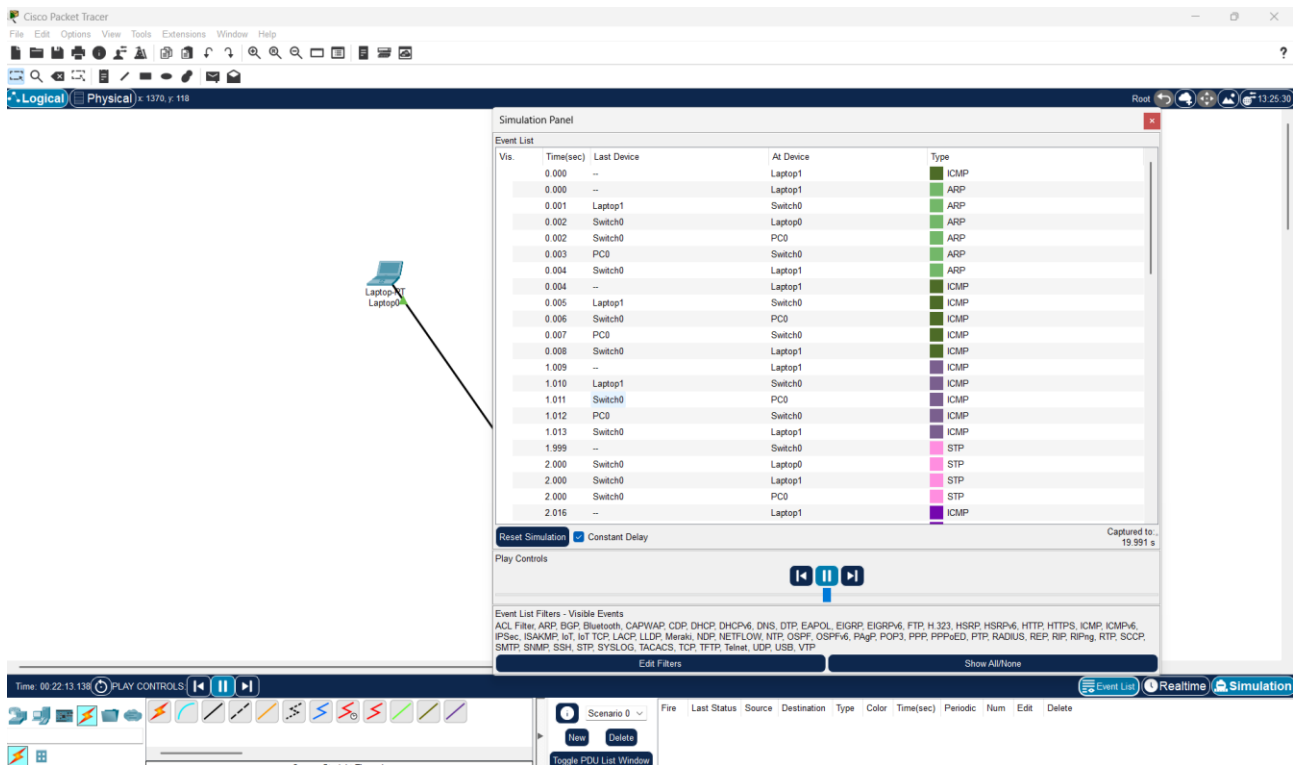 Cisco Packet Tracer
File Edit Options View Tools Extensions Window Help
?
Logical Physical x: 1370, y: 118 Root 13:25:30
Simulation Panel
Event List
Vis. Time(sec) Last Device At Device Type
0.000 -- Laptop1 ICMP
0.000 -- Laptop1 ARP
0.001 Laptop1 Switch0 ARP
0.002 Switch0 Laptop0 ARP
0.002 Switch0 PC0 ARP
0.003 PC0 Switch0 ARP
0.004 Switch0 Laptop1 ARP
0.004 -- Laptop1 ICMP
0.005 Laptop1 Switch0 ICMP
0.006 Switch0 PC0 ICMP
0.007 PC0 Switch0 ICMP
0.008 Switch0 Laptop1 ICMP
1.009 -- Laptop1 ICMP
1.010 Laptop1 Switch0 ICMP
1.011 Switch0 PC0 ICMP
1.012 PC0 Switch0 ICMP
1.013 Switch0 Laptop1 ICMP
1.999 -- Switch0 STP
2.000 Switch0 Laptop0 STP
2.000 Switch0 Laptop1 STP
2.000 Switch0 PC0 STP
2.016 -- Laptop1 ICMP
Laptop-PT
Laptop0
Reset Simulation Constant Delay Captured to:
19.991 s
Play Controls
Event List Filters - Visible Events
ACL Filter, ARP, BGP, Bluetooth, CAPWAP, CDP, DHCP, DHCPv6, DNS, DTP, EAPOL, EIGRP, EIGRPv6, FTP, H.323, HSRP, HSRPv6, HTTP, HTTPS, ICMP, ICMPv6,
IPSec, ISAKMP, IoT, IoT TCP, LACP, LLDP, Meraki, NDP, NETFLOW, NTP, OSPF, OSPFv6, PAgP, POP3, PPP, PPPoED, PTP, RADIUS, REP, RIP, RIPng, RTP, SCCP,
SMTP, SNMP, SSH, STP, SYSLOG, TACACS, TCP, TFTP, Telnet, UDP, USB, VTP
Edit Filters Show All/None
Time: 00:22:13.138 PLAY CONTROLS: Event List Realtime Simulation
Scenario 0 Fire Last Status Source Destination Type Color Time(sec) Periodic Num Edit Delete
New Delete
Toggle PDU List Window